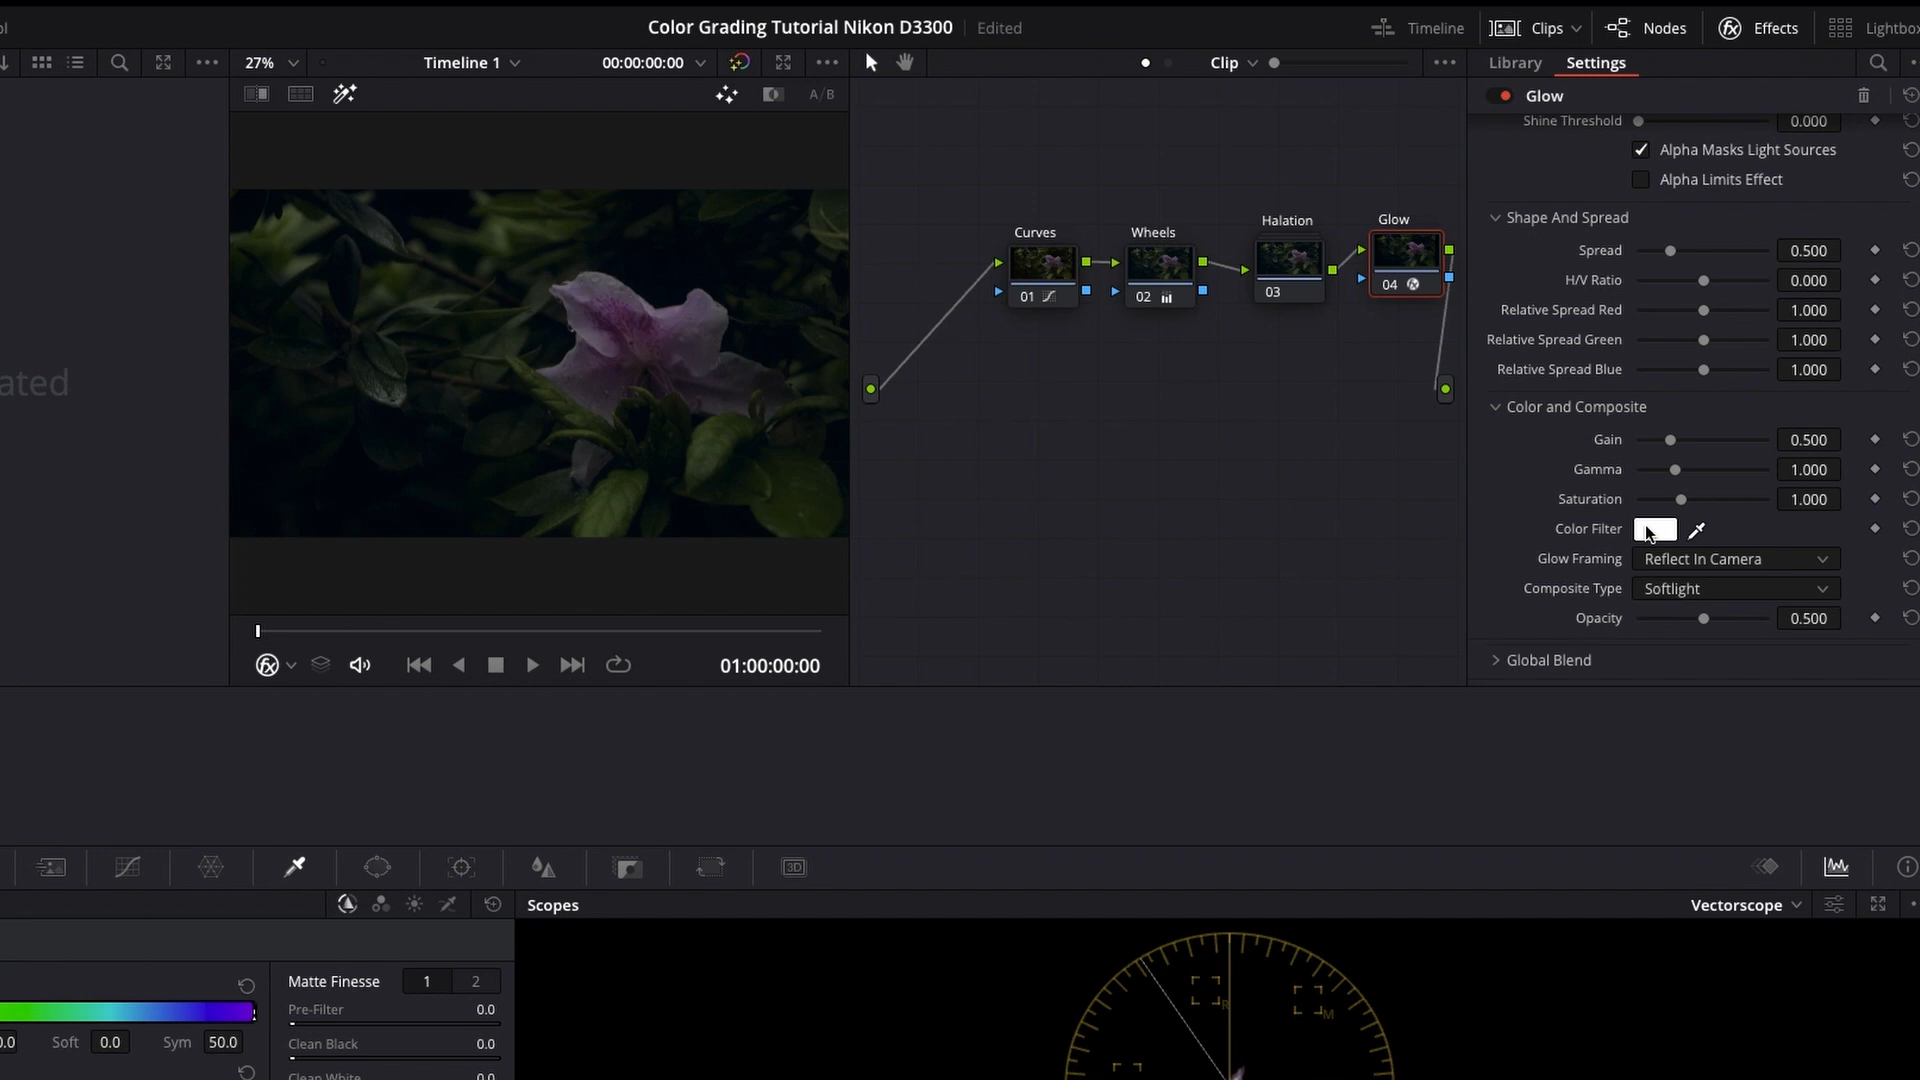 ol
Color Grading Tutorial Nikon D3300 Edited
Timeline Clips Nodes Effects Lightbox
27% Timeline 1 00:00:00:00 Clip Library Settings
A/B
Glow
Shine Threshold 0.000
Alpha Masks Light Sources
Alpha Limits Effect
Shape And Spread
Spread 0.500
H/V Ratio 0.000
Relative Spread Red 1.000
Relative Spread Green 1.000
Relative Spread Blue 1.000
Color and Composite
Gain 0.500
Gamma 1.000
Saturation 1.000
Color Filter
Glow Framing Reflect In Camera
Composite Type Softlight
Opacity 0.500
Global Blend
ated
Curves Wheels Halation Glow
01 02 03 04
01:00:00:00
3D
Scopes Vectorscope
Matte Finesse 1 2
Pre-Filter 0.0
Clean Black 0.0
Clean White 0.0
0.0 Soft 0.0 Sym 50.0
R
M